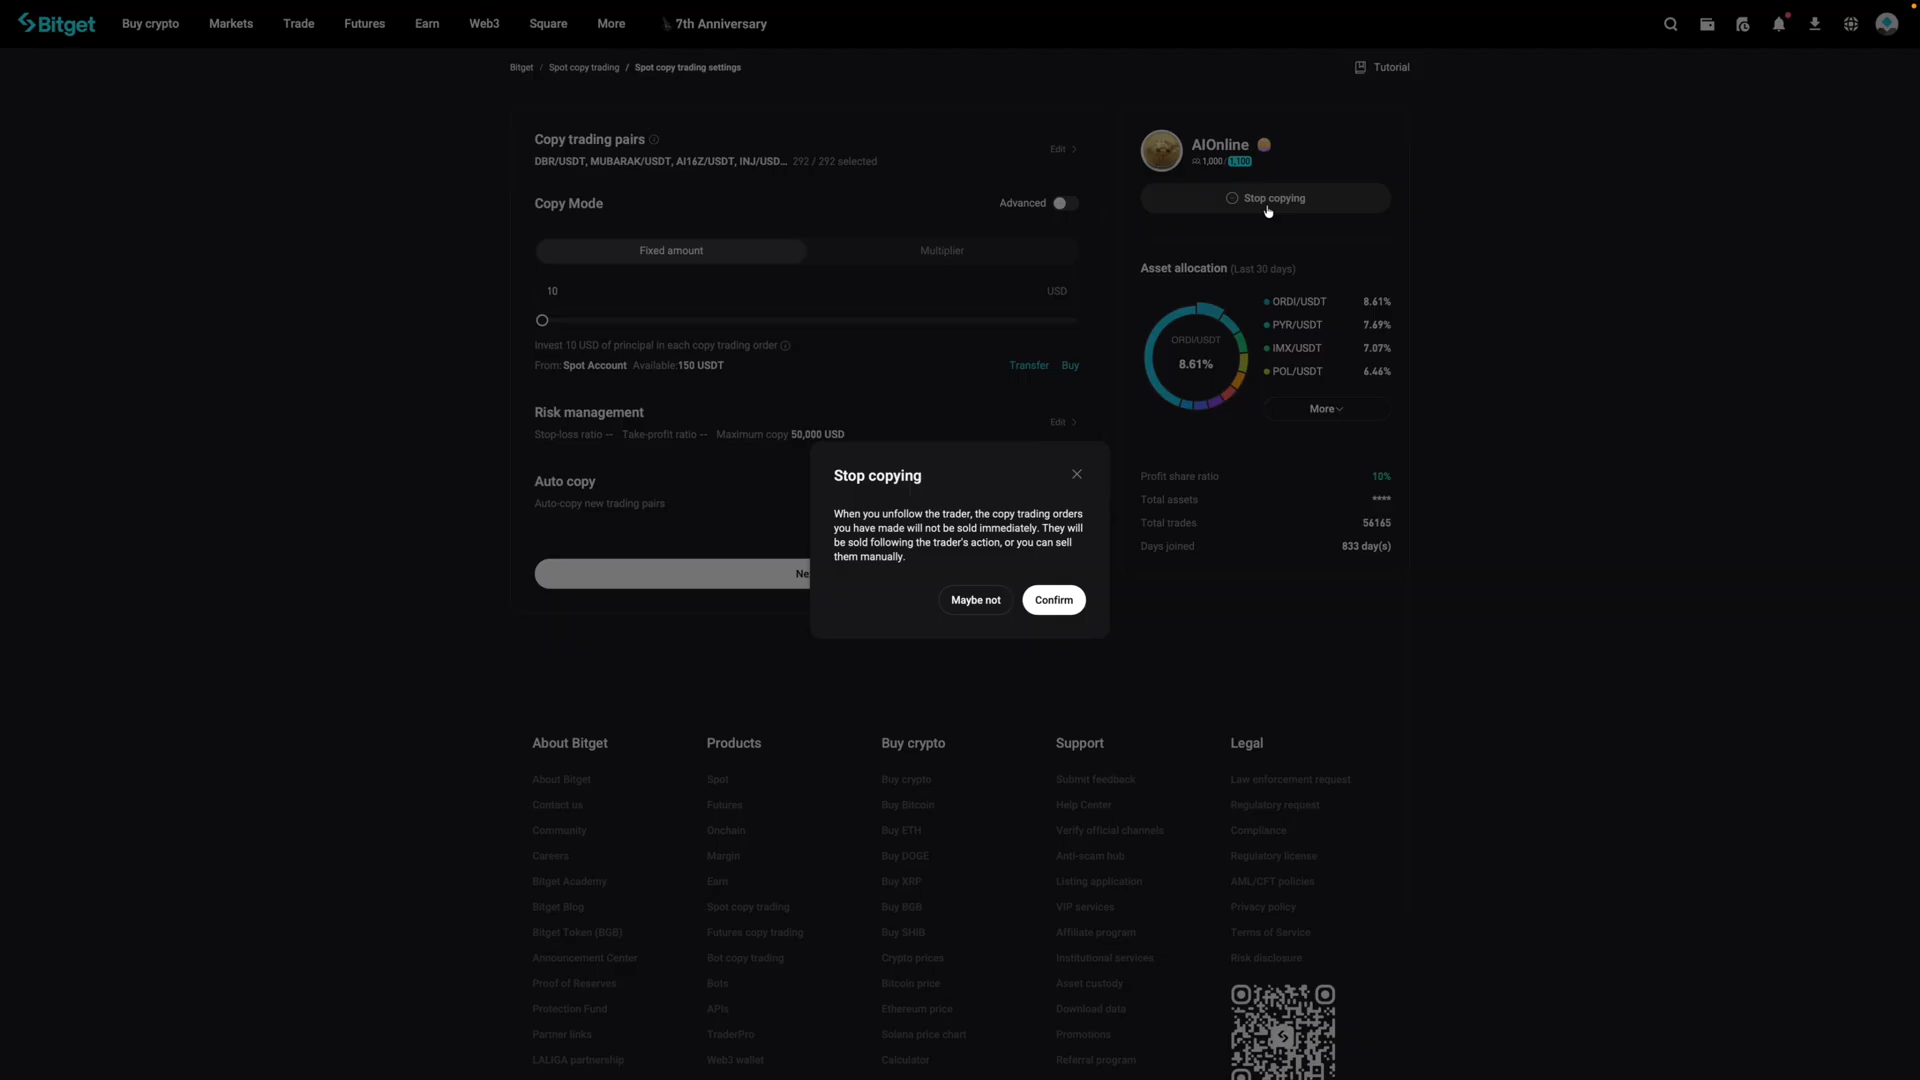 Bitget Buy crypto Markets Trade Futures Earn Web3 Square More 7th Anniversary
Bitget / Spot copy trading / Spot copy trading settings
Tutorial
Copy trading pairs
DBR/USDT, MUBARAK/USDT, AI16Z/USDT, INJ/USD... 292 / 292 selected
Edit >
Copy Mode
Advanced
Fixed amount Multiplier
10 USD
Invest 10 USD of principal in each copy trading order
From: Spot Account Available:150 USDT
Transfer Buy
Risk management
Edit >
Stop-loss ratio -- Take-profit ratio -- Maximum copy 50,000 USD
Auto copy
Auto-copy new trading pairs
Ne
AIOnline
1,000 / 1,100
Stop copying
Asset allocation (Last 30 days)
ORDI/USDT
8.61%
ORDI/USDT 8.61%
PYR/USDT 7.69%
IMX/USDT 7.07%
POL/USDT 6.46%
More
Profit share ratio 10%
Total assets ****
Total trades 56165
Days joined 833 day(s)
Stop copying
When you unfollow the trader, the copy trading orders
you have made will not be sold immediately. They will
be sold following the trader's action, or you can sell
them manually.
Maybe not Confirm
About Bitget
About Bitget
Contact us
Community
Careers
Bitget Academy
Bitget Blog
Bitget Token (BGB)
Announcement Center
Proof of Reserves
Protection Fund
Partner links
LALIGA partnership
Products
Spot
Futures
Onchain
Margin
Earn
Spot copy trading
Futures copy trading
Bot copy trading
Bots
APIs
TraderPro
Web3 wallet
Buy crypto
Buy crypto
Buy Bitcoin
Buy ETH
Buy DOGE
Buy XRP
Buy BGB
Buy SHIB
Crypto prices
Bitcoin price
Ethereum price
Solana price chart
Calculator
Support
Submit feedback
Help Center
Verify official channels
Anti-scam hub
Listing application
VIP services
Affiliate program
Institutional services
Asset custody
Download data
Promotions
Referral program
Legal
Law enforcement request
Regulatory request
Compliance
Regulatory license
AML/CFT policies
Privacy policy
Terms of Service
Risk disclosure